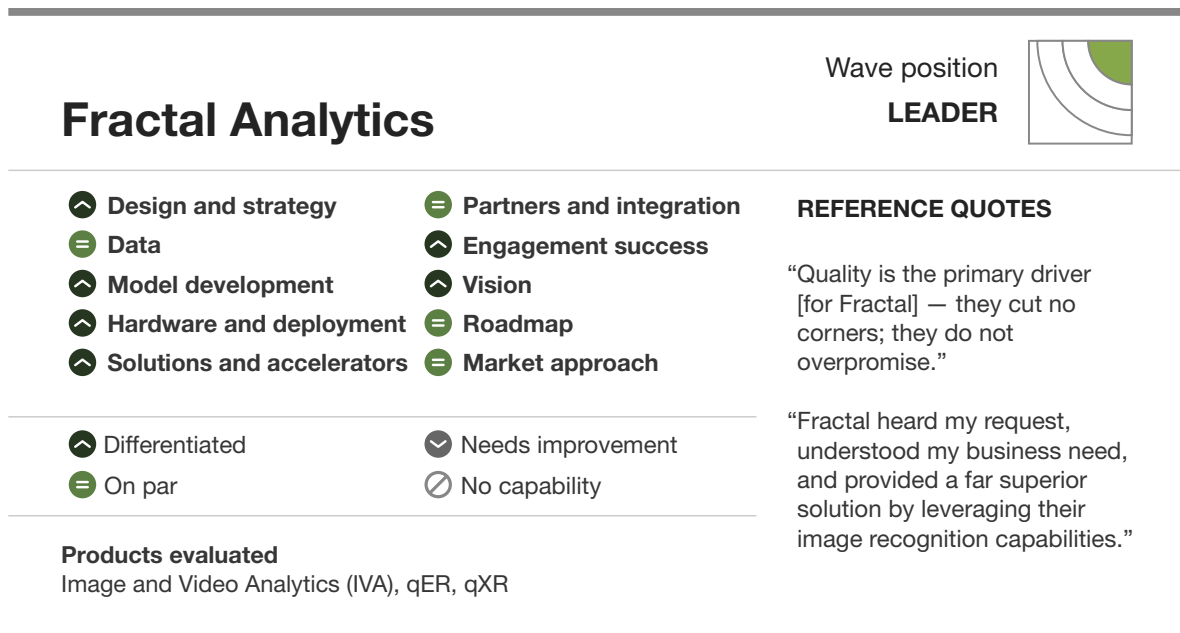 Wave position
LEADER
Fractal Analytics
Design and strategy
Data
Model development
Hardware and deployment
Solutions and accelerators
Partners and integration
Engagement success
Vision
Roadmap
Market approach
Differentiated
On par
Needs improvement
No capability
Products evaluated
Image and Video Analytics (IVA), qER, qXR
REFERENCE QUOTES
“Quality is the primary driver
[for Fractal] — they cut no
corners; they do not
overpromise.”
“Fractal heard my request,
understood my business need,
and provided a far superior
solution by leveraging their
image recognition capabilities.”